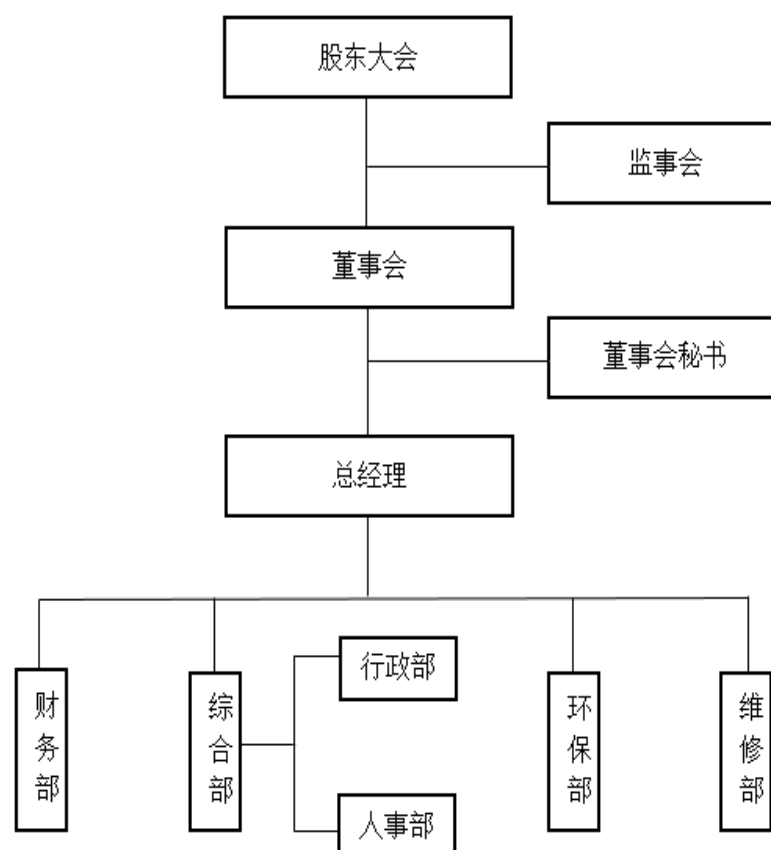 股东大会
监事会
董事会
董事会秘书
总经理
财务部
综合部
行政部
人事部
环保部
维修部